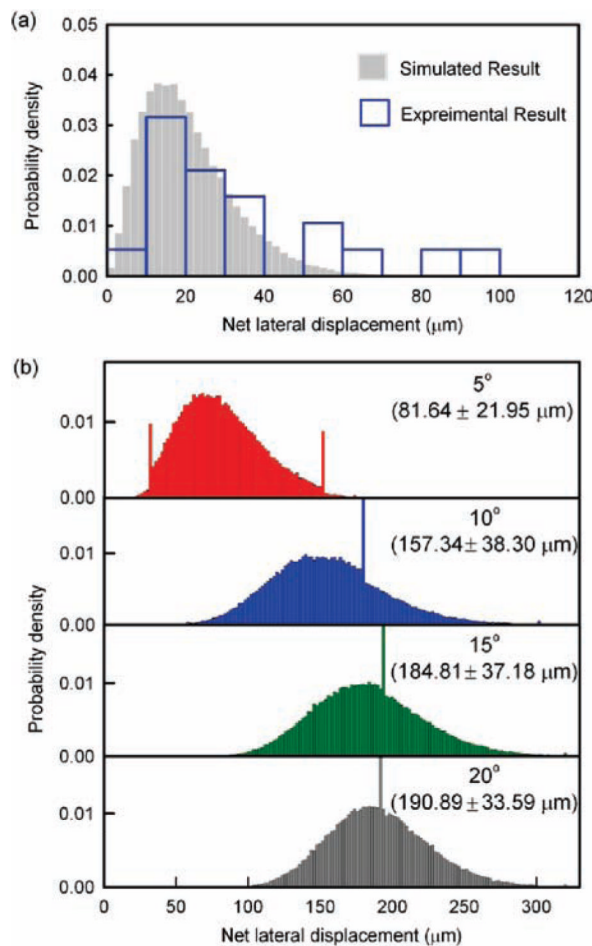 (a)
0.05
0.04
0.03
0.02
0.01
0.00
Probability density
Simulated Result
Expreimental Result
0 20 40 60 80 100 120
Net lateral displacement (μm)
(b)
5°
(81.64 ± 21.95 μm)
0.01
0.00
10°
(157.34 ± 38.30 μm)
0.01
0.00
15°
(184.81 ± 37.18 μm)
0.01
0.00
20°
(190.89 ± 33.59 μm)
0.01
0.00
Probability density
0 50 100 150 200 250 300
Net lateral displacement (μm)